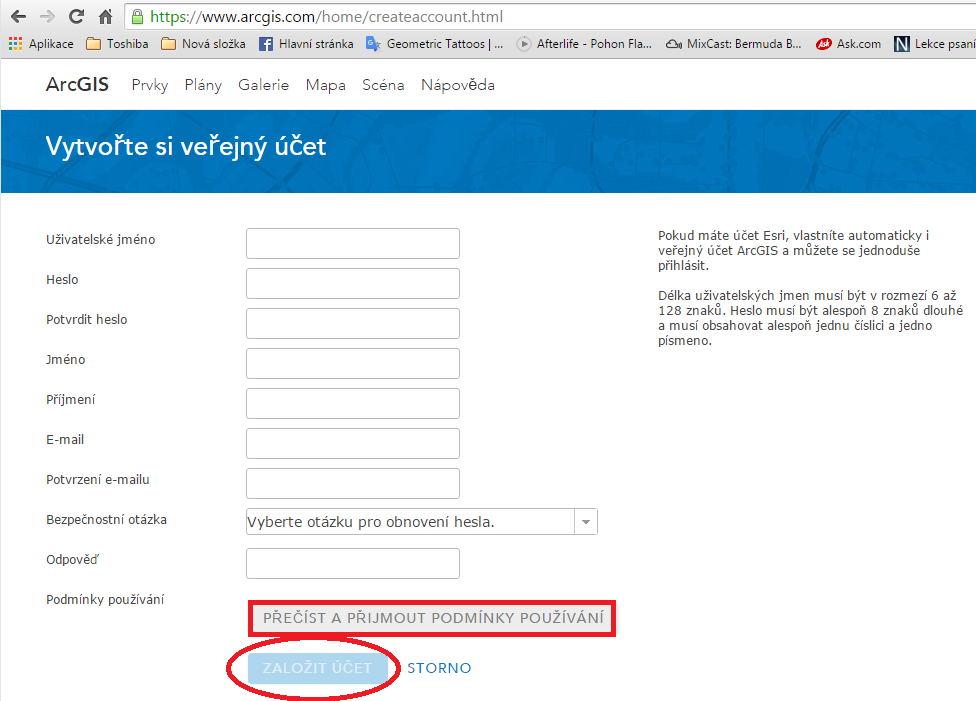 https://www.arcgis.com/home/createaccount.html
Aplikace Toshiba Nová složka Hlavní stránka Geometric Tattoos | ... Afterlife - Pohon Fla... MixCast: Bermuda B... Ask.com Lekce psaní
ArcGIS Prvky Plány Galerie Mapa Scéna Nápověda
Vytvořte si veřejný účet
Uživatelské jméno
Heslo
Potvrdit heslo
Jméno
Příjmení
E-mail
Potvrzení e-mailu
Bezpečnostní otázka
Vyberte otázku pro obnovení hesla.
Odpověď
Podmínky používání
PŘEČÍST A PŘIJMOUT PODMÍNKY POUŽÍVÁNÍ
ZALOŽIT ÚČET STORNO
Pokud máte účet Esri, vlastníte automaticky i
veřejný účet ArcGIS a můžete se jednoduše
přihlásit.
Délka uživatelských jmen musí být v rozmezí 6 až
128 znaků. Heslo musí být alespoň 8 znaků dlouhé
a musí obsahovat alespoň jednu číslici a jedno
písmeno.